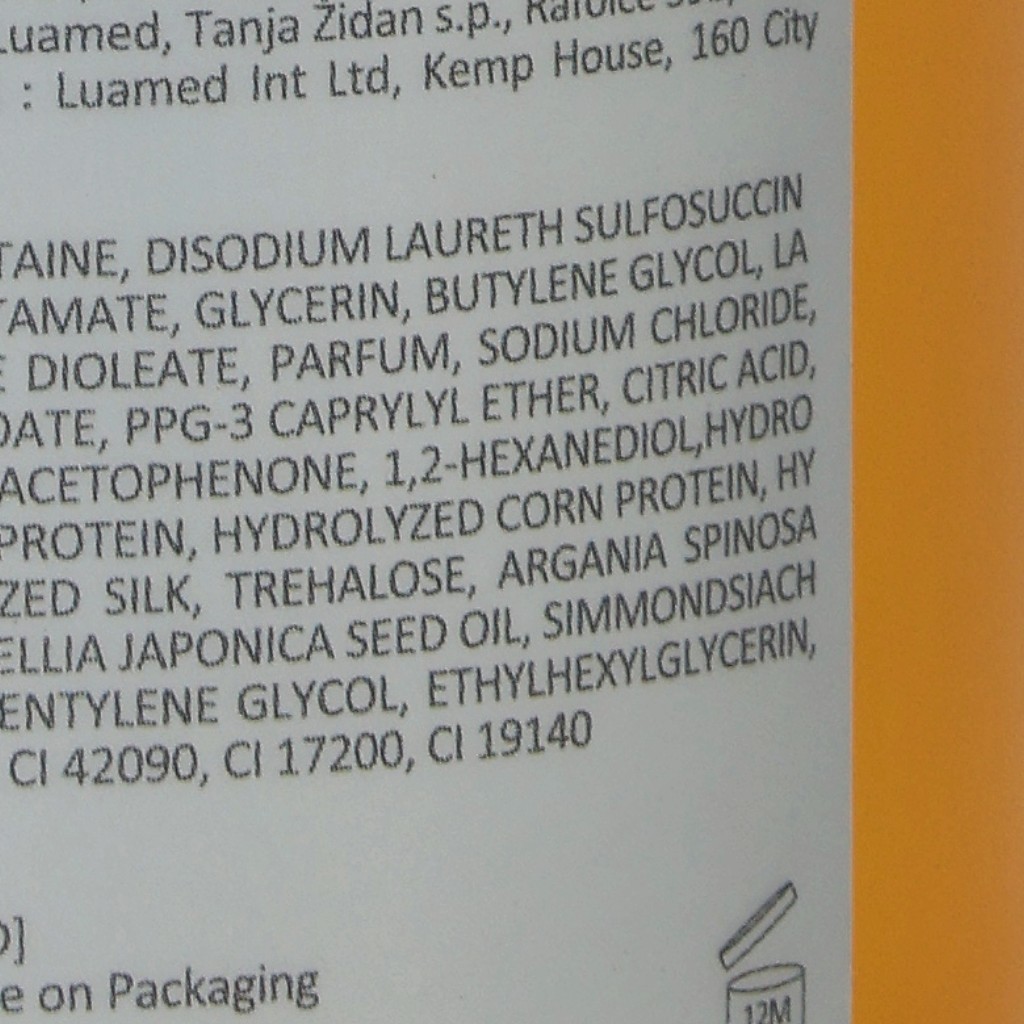 Luamed, Tanja Židan s.p.,
: Luamed Int Ltd, Kemp House, 160 City
TAINE, DISODIUM LAURETH SULFOSUCCIN
TAMATE, GLYCERIN, BUTYLENE GLYCOL, LA
E DIOLEATE, PARFUM, SODIUM CHLORIDE,
OATE, PPG-3 CAPRYLYL ETHER, CITRIC ACID,
ACETOPHENONE, 1,2-HEXANEDIOL,HYDRO
PROTEIN, HYDROLYZED CORN PROTEIN, HY
ZED SILK, TREHALOSE, ARGANIA SPINOSA
ELLIA JAPONICA SEED OIL, SIMMONDSIACH
ENTYLENE GLYCOL, ETHYLHEXYLGLYCERIN,
CI 42090, CI 17200, CI 19140
]
e on Packaging
12M